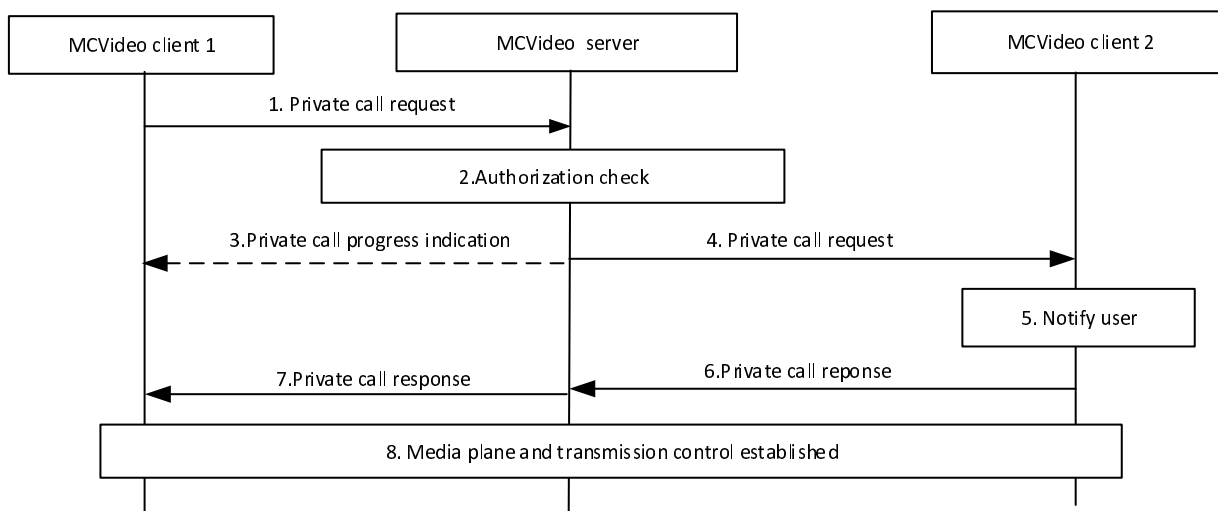 MCVideo client 1
MCVideo server
MCVideo client 2
1. Private call request
2.Authorization check
3.Private call progress indication
4. Private call request
5. Notify user
6.Private call reponse
7.Private call response
8. Media plane and transmission control established